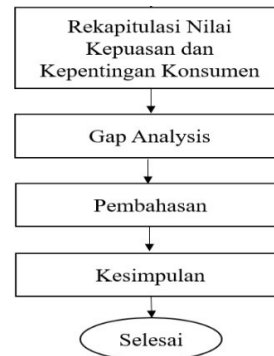 Rekapitulasi Nilai
Kepuasan dan
Kepentingan Konsumen
Gap Analysis
Pembahasan
Kesimpulan
Selesai